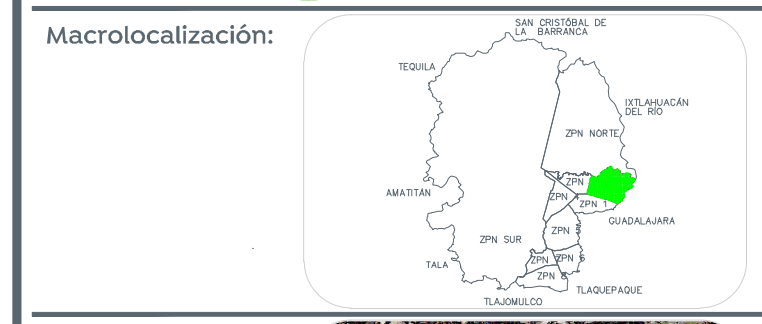 Macrolocalización:
SAN CRISTÓBAL DE
LA BARRANCA
TEQUILA
IXTLAHUACÁN
DEL RÍO
ZPN NORTE
ZPN
AMATITÁN
ZPN
ZPN 1
GUADALAJARA
ZPN
ZPN SUR
TALA
ZPN
ZPN 6
ZPN
TLAQUEPAQUE
TLAJOMULCO